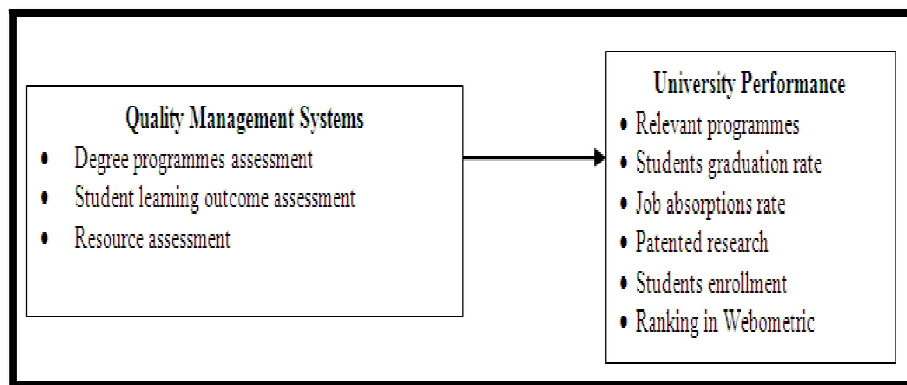 Quality Management Systems
• Degree programmes assessment
• Student learning outcome assessment
• Resource assessment
University Performance
• Relevant programmes
• Students graduation rate
• Job absorptions rate
• Patented research
• Students enrollment
• Ranking in Webometric